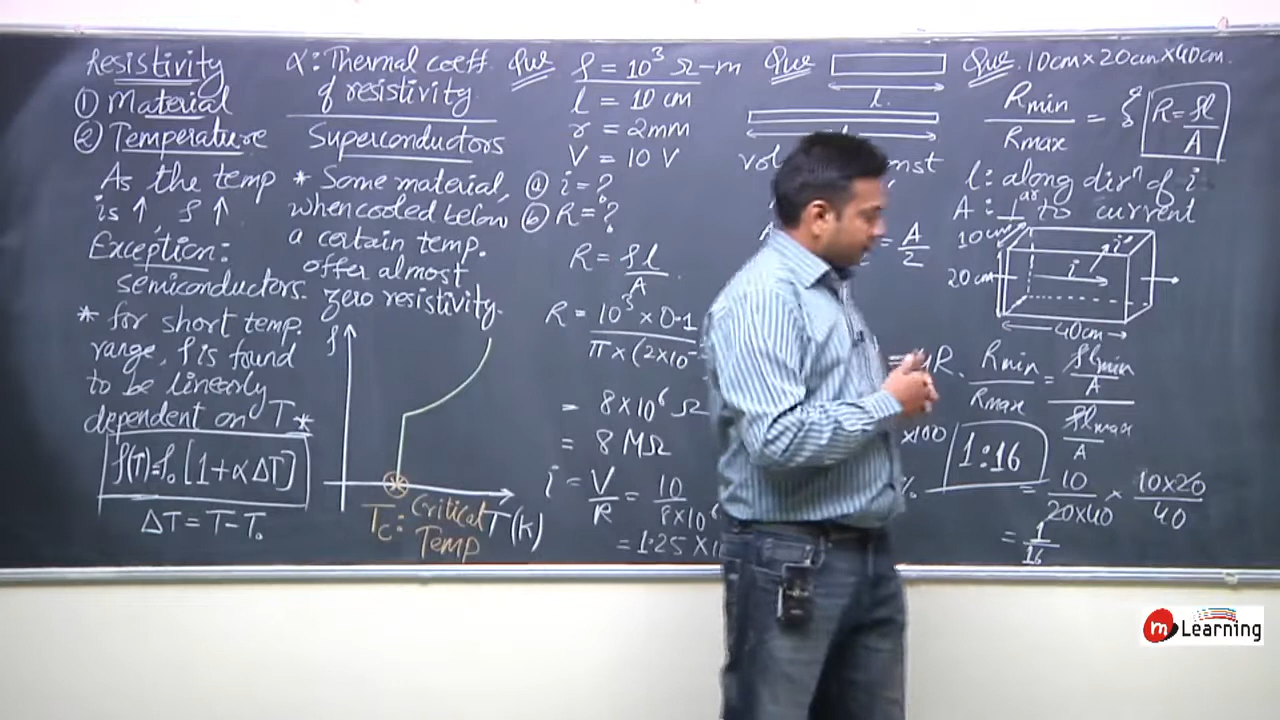 Resistivity
① Material
② Temperature
As the temp
is ↑, ρ ↑
Exception:
semiconductors.
* for short temp.
range, ρ is found
to be linearly
dependent on T *
ρ(T)=ρ₀ [1+αΔT]
ΔT = T-T₀
α: Thermal coeff.
of resistivity
Superconductors
* Some material,
when cooled below
a certain temp.
offer almost
zero resistivity.
ρ
T(K)
Tc: Critical
Temp
Que ρ = 10³ Ω-m
l = 10 cm
r = 2mm
V = 10 V
ⓐ i = ?
ⓑ R = ?
R = ρl/A
R = 10³ × 0.1
π×(2×10⁻
= 8×10⁶ Ω
= 8 MΩ
i = V/R = 10
8×10⁶
= 1.25 ×1
Que
l
vol
nst
= A/2
R.
×100
%
Que. 10cm×20cm×40cm.
Rmin/Rmax = { R = ρl/A
l: along dirⁿ of i
A: ⊥ᵃʳ to current
10cm
i'
20cm
i
40cm
Rmin/Rmax = ρlmin/A
ρlmax/A
1:16
= 10/20×40 × 10×20/40
= 1/16
m Learning